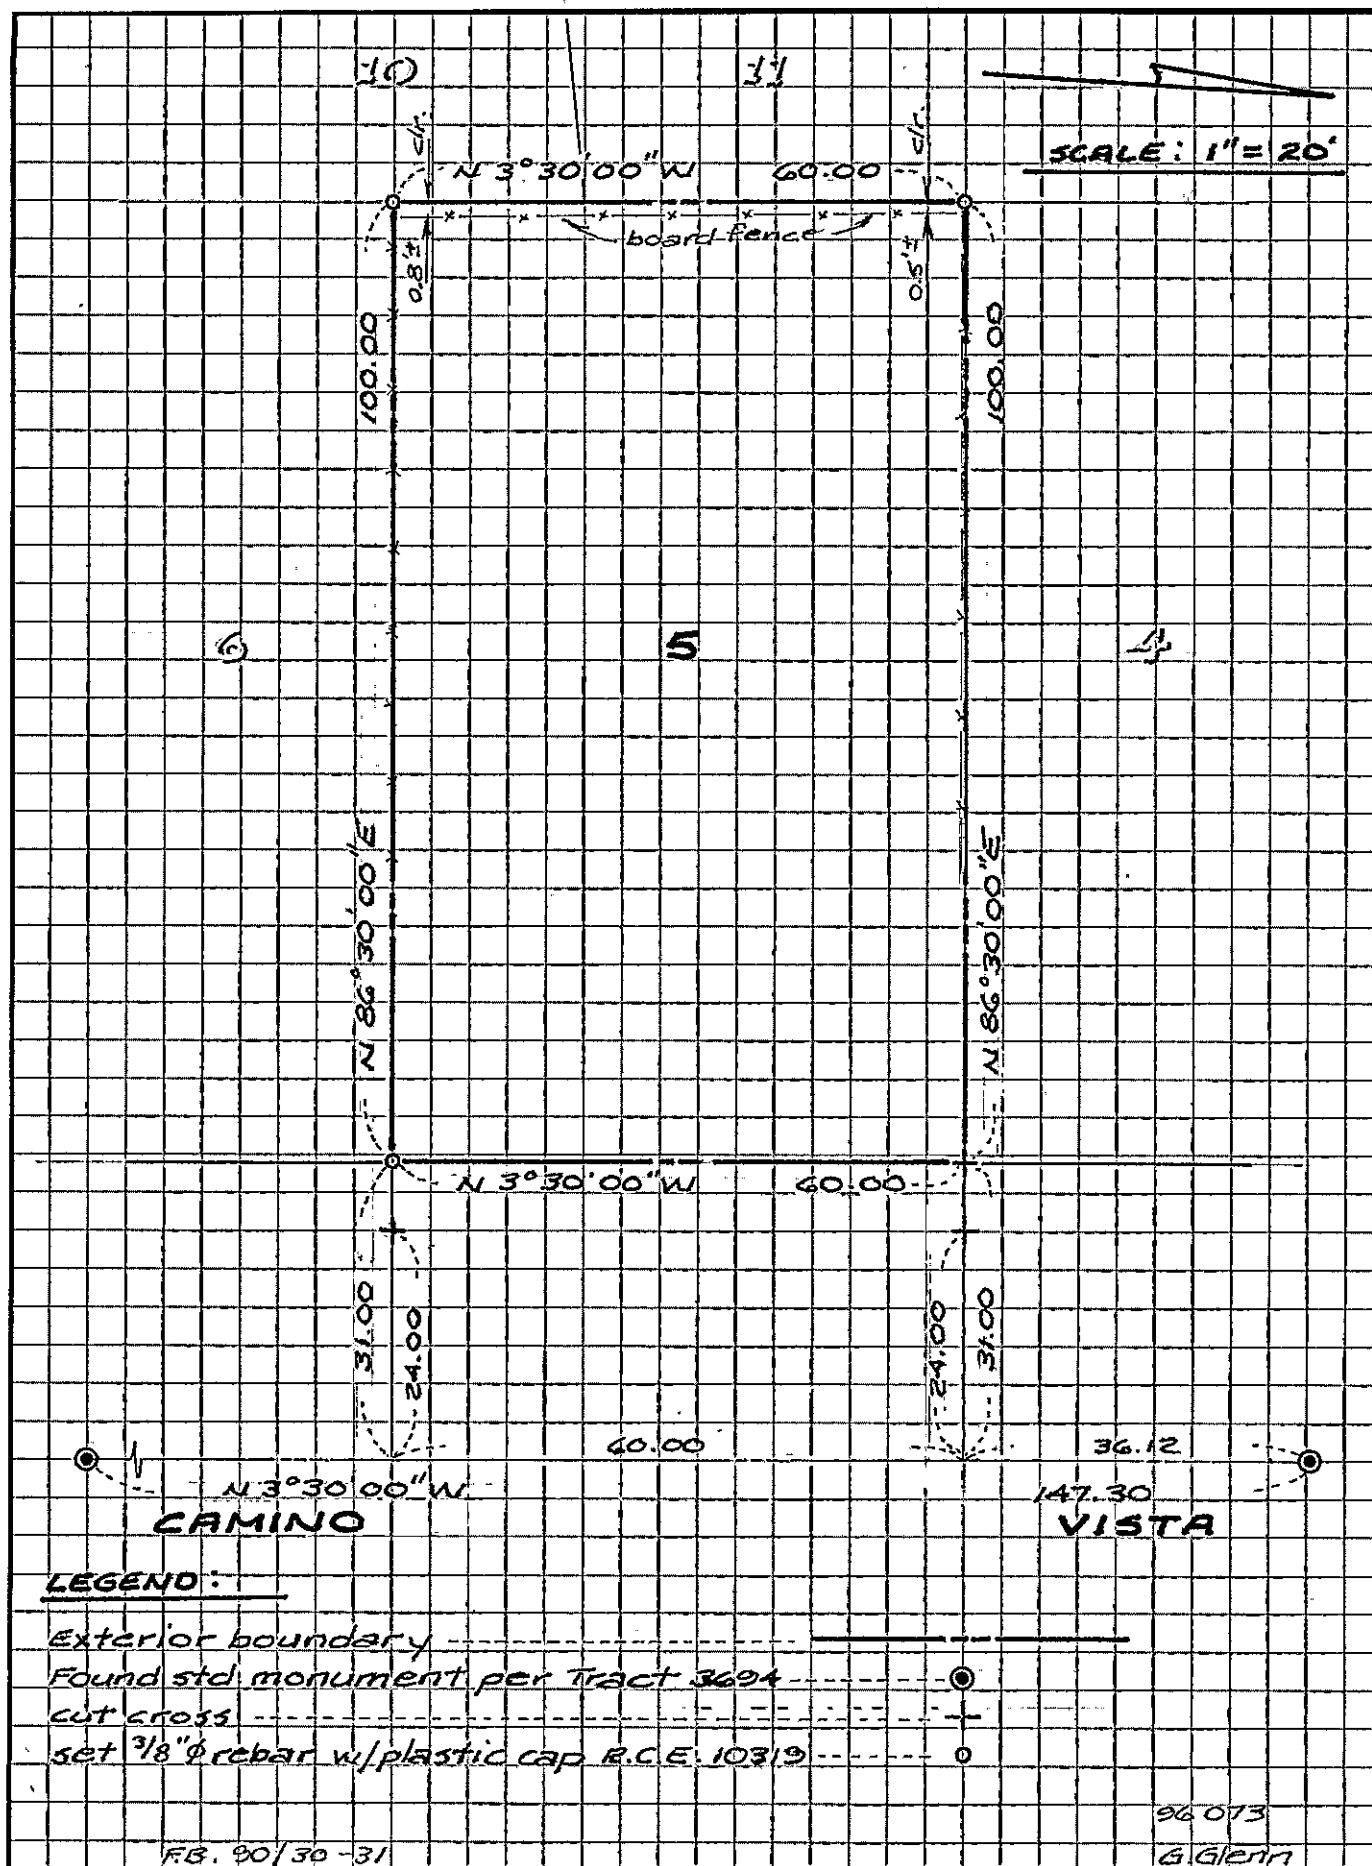 10
11
SCALE: 1"= 20'
clr.
clr.
N 3°30'00" W 60.00
board fence
0.8'±
0.5'±
100.00
100.00
6
5
4
N 86°30'00" E
N 86°30'00" E
N 3°30'00" W 60.00
31.00
24.00
24.00
31.00
60.00
36.12
N 3°30'00" W
147.30
CAMINO VISTA
LEGEND:
Exterior boundary
Found std monument per Tract 3694
cut cross
set 3/8"ø rebar w/plastic cap R.C.E. 10319
96073
F.B. 90/30-31
G. Glenn